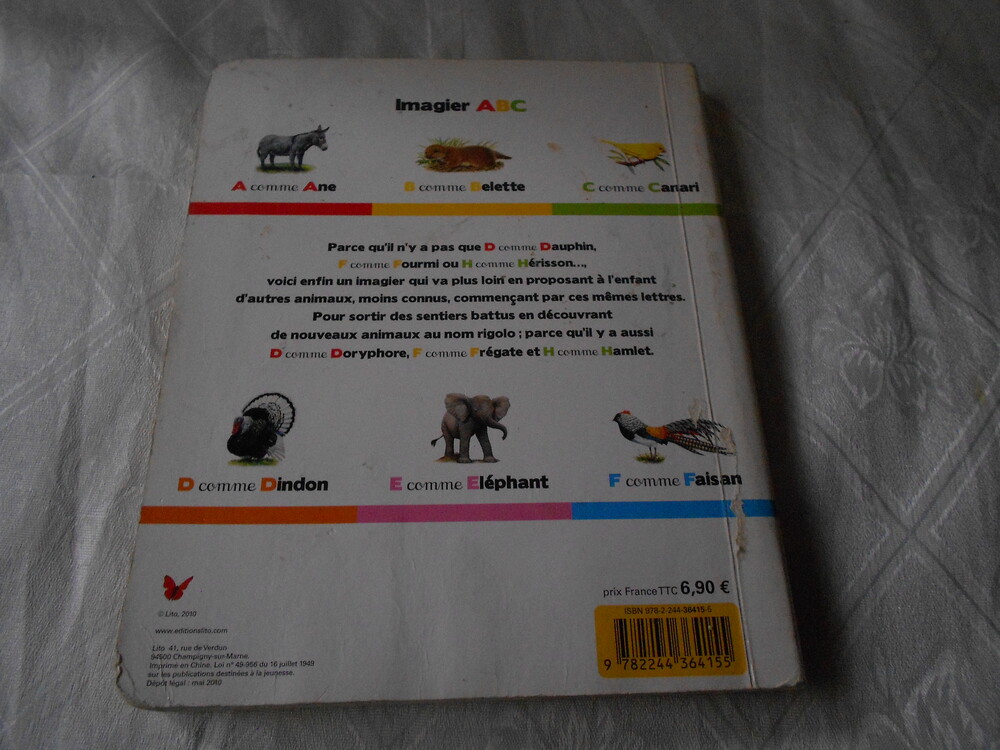 Imagier ABC
A comme Ane
B comme Belette
C comme Canari
Parce qu'il n'y a pas que D comme Dauphin,
F comme Fourmi ou H comme Hérisson...,
voici enfin un imagier qui va plus loin en proposant à l'enfant
d'autres animaux, moins connus, commençant par ces mêmes lettres.
Pour sortir des sentiers battus en découvrant
de nouveaux animaux au nom rigolo ; parce qu'il y a aussi
D comme Doryphore, F comme Frégate et H comme Hamlet.
D comme Dindon
E comme Eléphant
F comme Faisan
© Lito, 2010
www.editionslito.com
Lito 41, rue de Verdun
94500 Champigny-sur-Marne.
Imprimé en Chine. Loi n° 49-956 du 16 juillet 1949
sur les publications destinées à la jeunesse.
Dépôt légal : mai 2010
prix France TTC 6,90 €
ISBN 978-2-244-36415-5
9 782244 364155